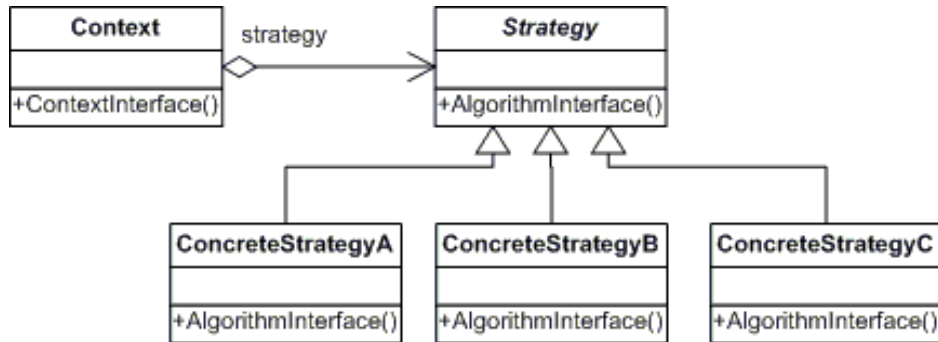 Context
strategy
Strategy
+ContextInterface()
+AlgorithmInterface()
ConcreteStrategyA
ConcreteStrategyB
ConcreteStrategyC
+AlgorithmInterface()
+AlgorithmInterface()
+AlgorithmInterface()